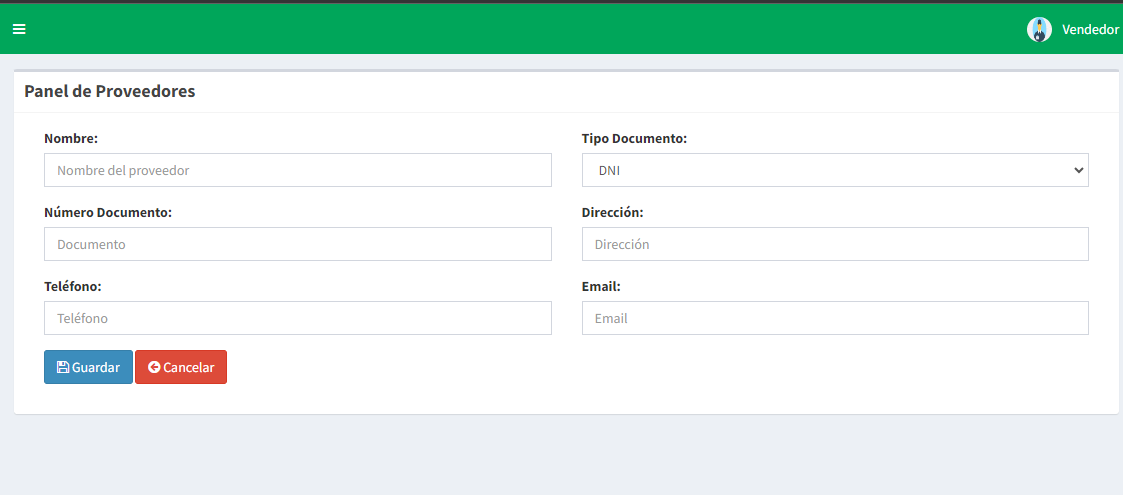 Vendedor
Panel de Proveedores
Nombre: Tipo Documento:
Nombre del proveedor DNI
Número Documento: Dirección:
Documento Dirección
Teléfono: Email:
Teléfono Email
Guardar Cancelar